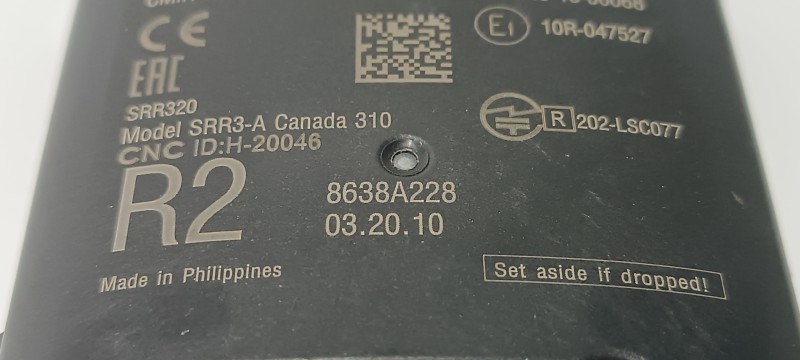 CE
E1
10R-047527
EAC
SRR320
Model SRR3-A Canada 310
CNC ID:H-20046
R 202-LSC077
R2
8638A228
03.20.10
Made in Philippines
Set aside if dropped!